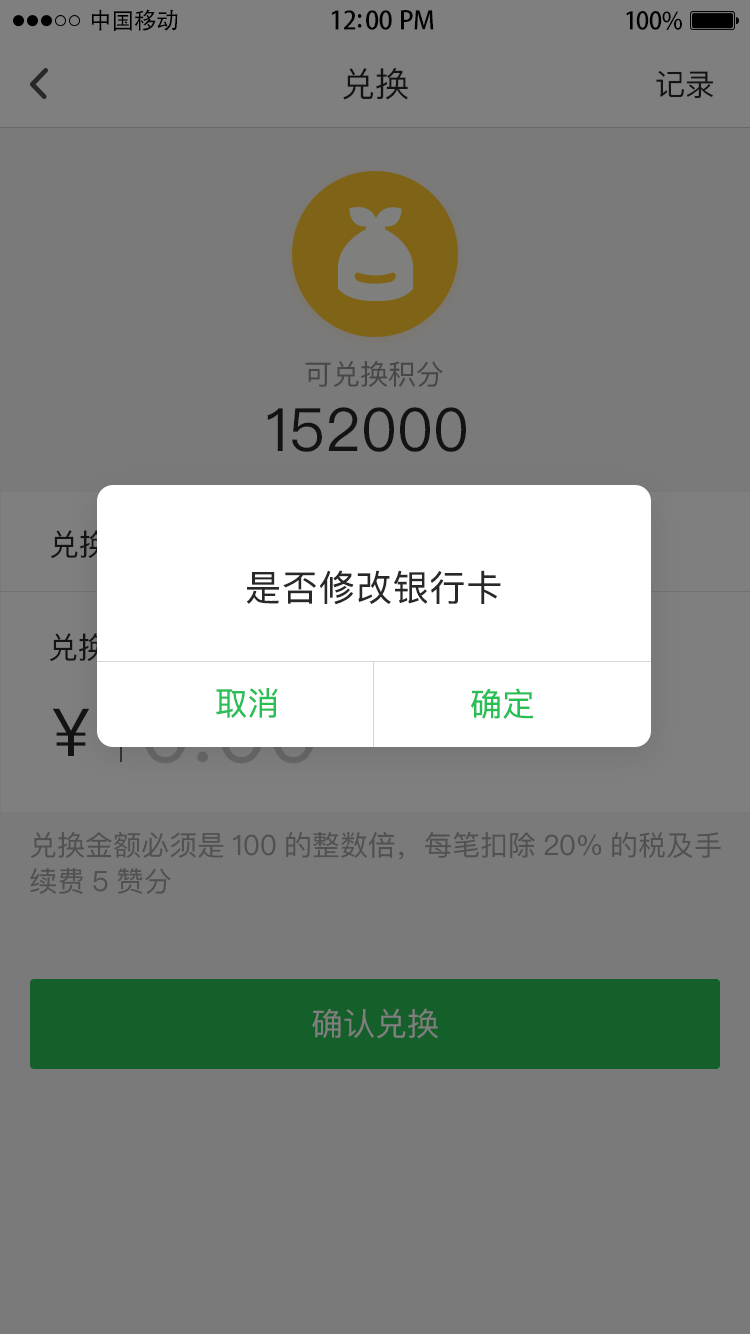 中国移动 12:00 PM 100%
兑换 记录
可兑换积分
152000
兑换
是否修改银行卡
兑换
取消 确定
¥
兑换金额必须是 100 的整数倍，每笔扣除 20% 的税及手
续费 5 赞分
确认兑换